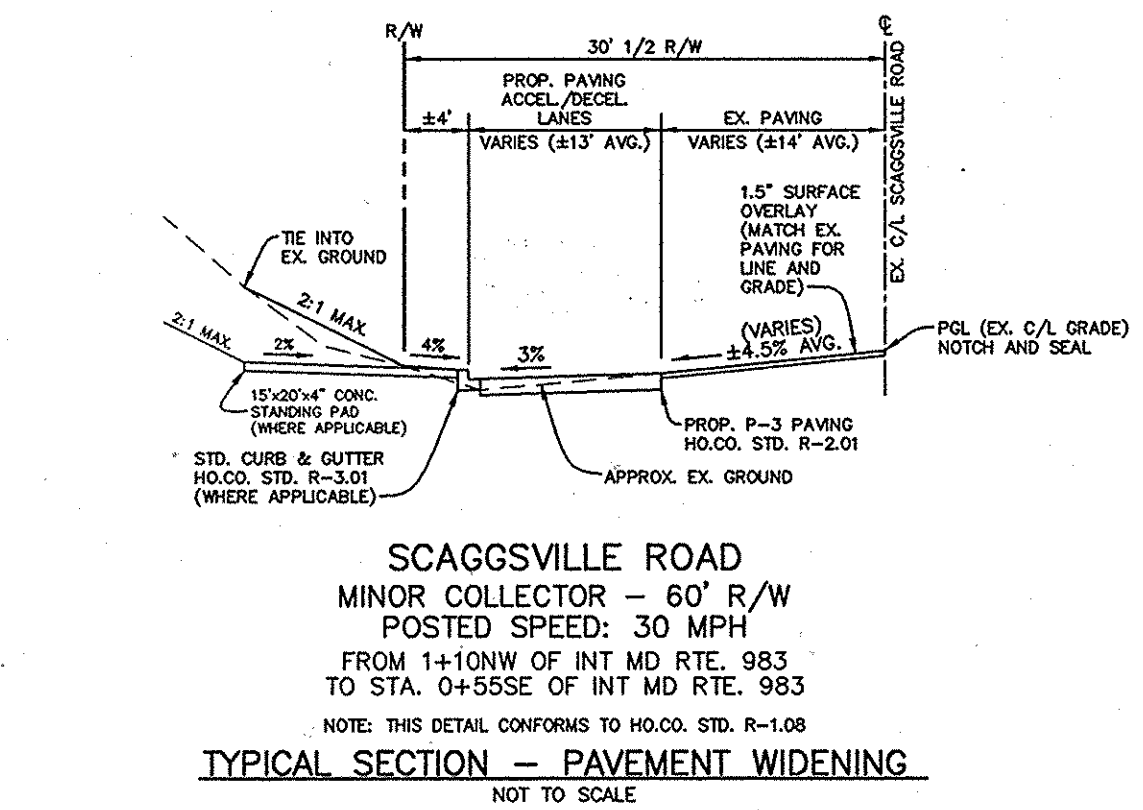 R/W
℄
30' 1/2 R/W
EX. C/L SCAGGSVILLE ROAD
PROP. PAVING
ACCEL./DECEL.
LANES
VARIES (±13' AVG.)
±4'
EX. PAVING
VARIES (±14' AVG.)
1.5" SURFACE
OVERLAY
(MATCH EX.
PAVING FOR
LINE AND
GRADE)
TIE INTO
EX. GROUND
2:1 MAX.
2:1 MAX.
2%
4%
3%
(VARIES)
±4.5% AVG.
PGL (EX. C/L GRADE)
NOTCH AND SEAL
15'x20'x4" CONC.
STANDING PAD
(WHERE APPLICABLE)
PROP. P-3 PAVING
HO.CO. STD. R-2.01
STD. CURB & GUTTER
HO.CO. STD. R-3.01
(WHERE APPLICABLE)
APPROX. EX. GROUND
SCAGGSVILLE ROAD
MINOR COLLECTOR - 60' R/W
POSTED SPEED: 30 MPH
FROM 1+10NW OF INT MD RTE. 983
TO STA. 0+55SE OF INT MD RTE. 983
NOTE: THIS DETAIL CONFORMS TO HO.CO. STD. R-1.08
TYPICAL SECTION - PAVEMENT WIDENING
NOT TO SCALE